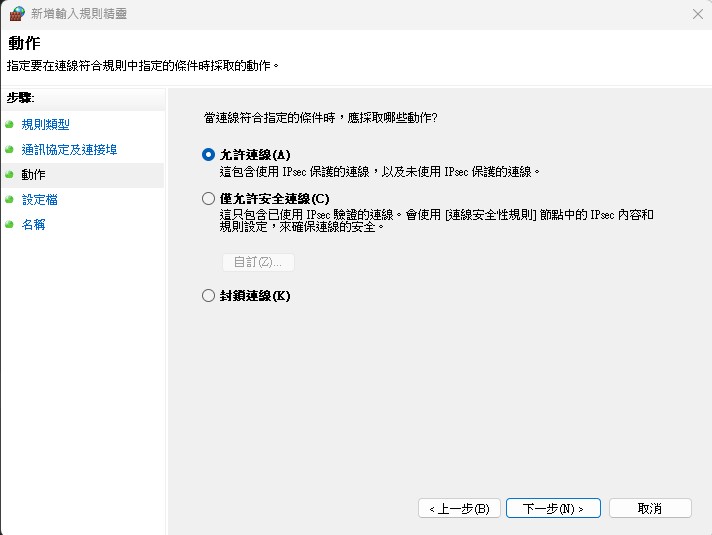 新增輸入規則精靈
動作
指定要在連線符合規則中指定的條件時採取的動作。
步驟:
規則類型
通訊協定及連接埠
動作
設定檔
名稱
當連線符合指定的條件時，應採取哪些動作?
允許連線(A)
這包含使用 IPsec 保護的連線，以及未使用 IPsec 保護的連線。
僅允許安全連線(C)
這只包含已使用 IPsec 驗證的連線。會使用 [連線安全性規則] 節點中的 IPsec 內容和
規則設定，來確保連線的安全。
自訂(Z)...
封鎖連線(K)
< 上一步(B)
下一步(N) >
取消